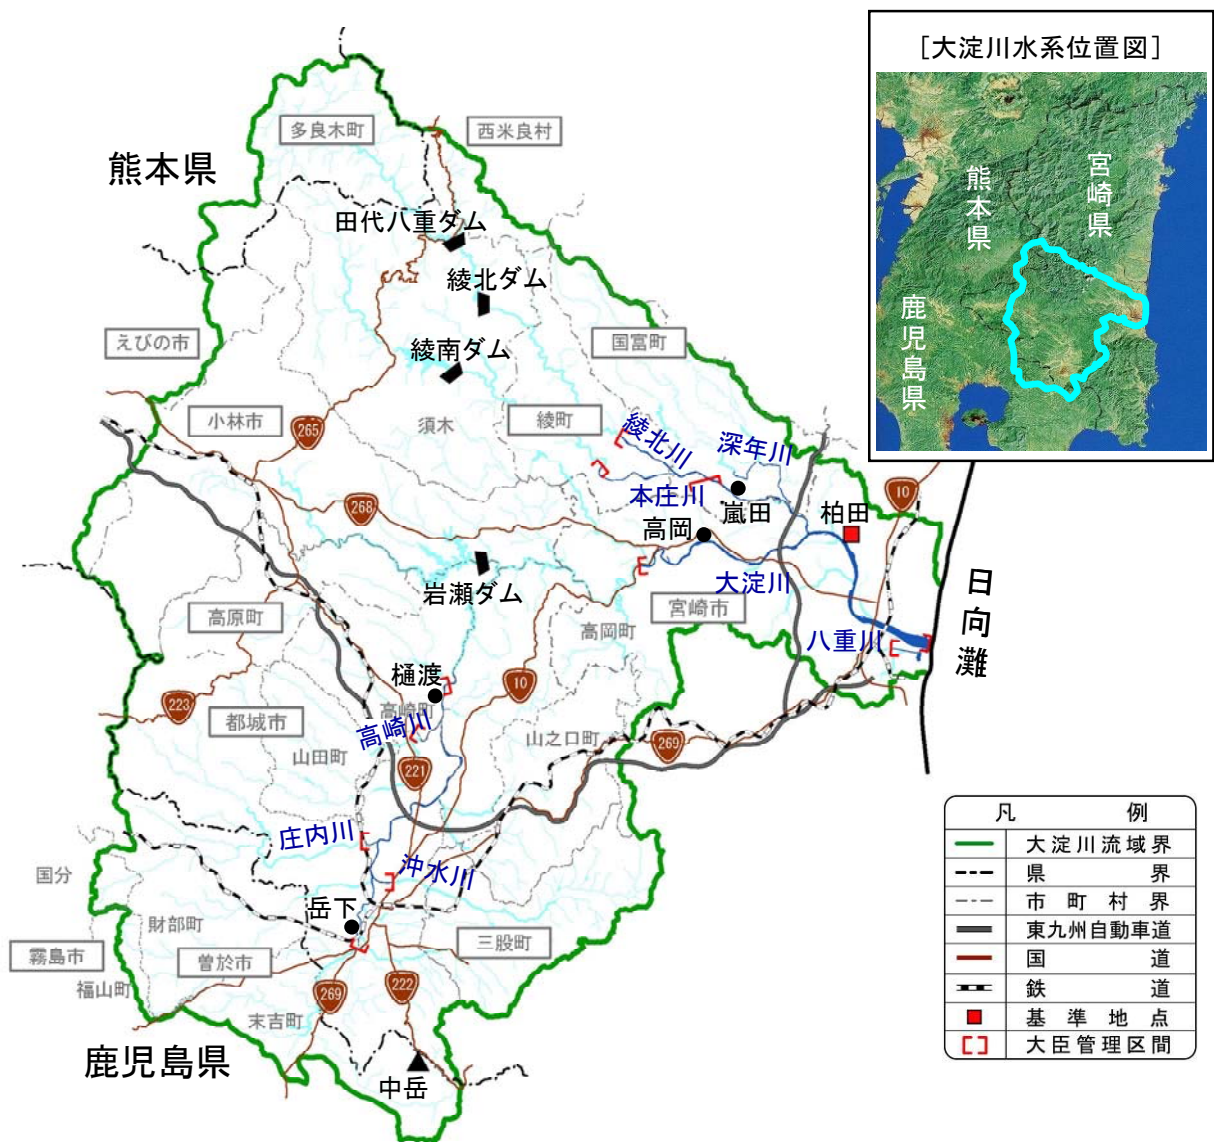 [大淀川水系位置図]
熊本県
宮崎県
鹿児島県
多良木町
西米良村
熊本県
田代八重ダム
綾北ダム
えびの市
綾南ダム
国富町
小林市
265
須木
綾町
綾北川
深年川
268
本庄川
嵐田
高岡
柏田
10
岩瀬ダム
大淀川
日向灘
高原町
宮崎市
高岡町
八重川
樋渡
10
223
高崎町
高崎川
都城市
山之口町
269
山田町
221
庄内川
沖水川
国分
岳下
財部町
三股町
霧島市
曽於市
福山町
269
222
末吉町
鹿児島県
中岳
凡例
大淀川流域界
県界
市町村界
東九州自動車道
国道
鉄道
基準地点
大臣管理区間